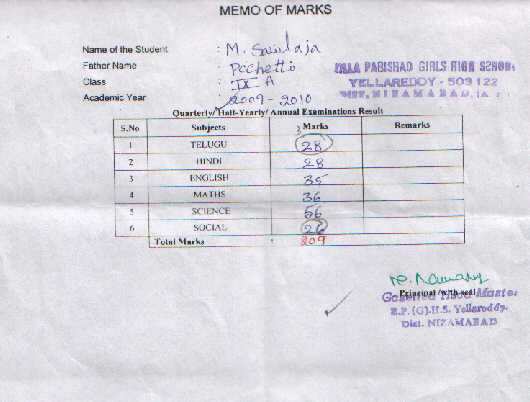 MEMO OF MARKS
Name of the Student : M. Sailaja
Father Name : Pochetti
Class : IX A
Academic Year : 2009-2010
ZILLA PARISHAD GIRLS HIGH SCHOOL
YELLAREDDY - 503 122
DIST. NIZAMABAD. (A.
Quarterly/ Half-Yearly/ Annual Examinations Result
S.No Subjects Marks Remarks
1 TELUGU 28
2 HINDI 28
3 ENGLISH 35
4 MATHS 36
5 SCIENCE 56
6 SOCIAL 26
Total Marks : 209
Principal /with seal
Gazetted Head Master
Z.P. (G).H.S. Yellareddy.
Dist. NIZAMABAD